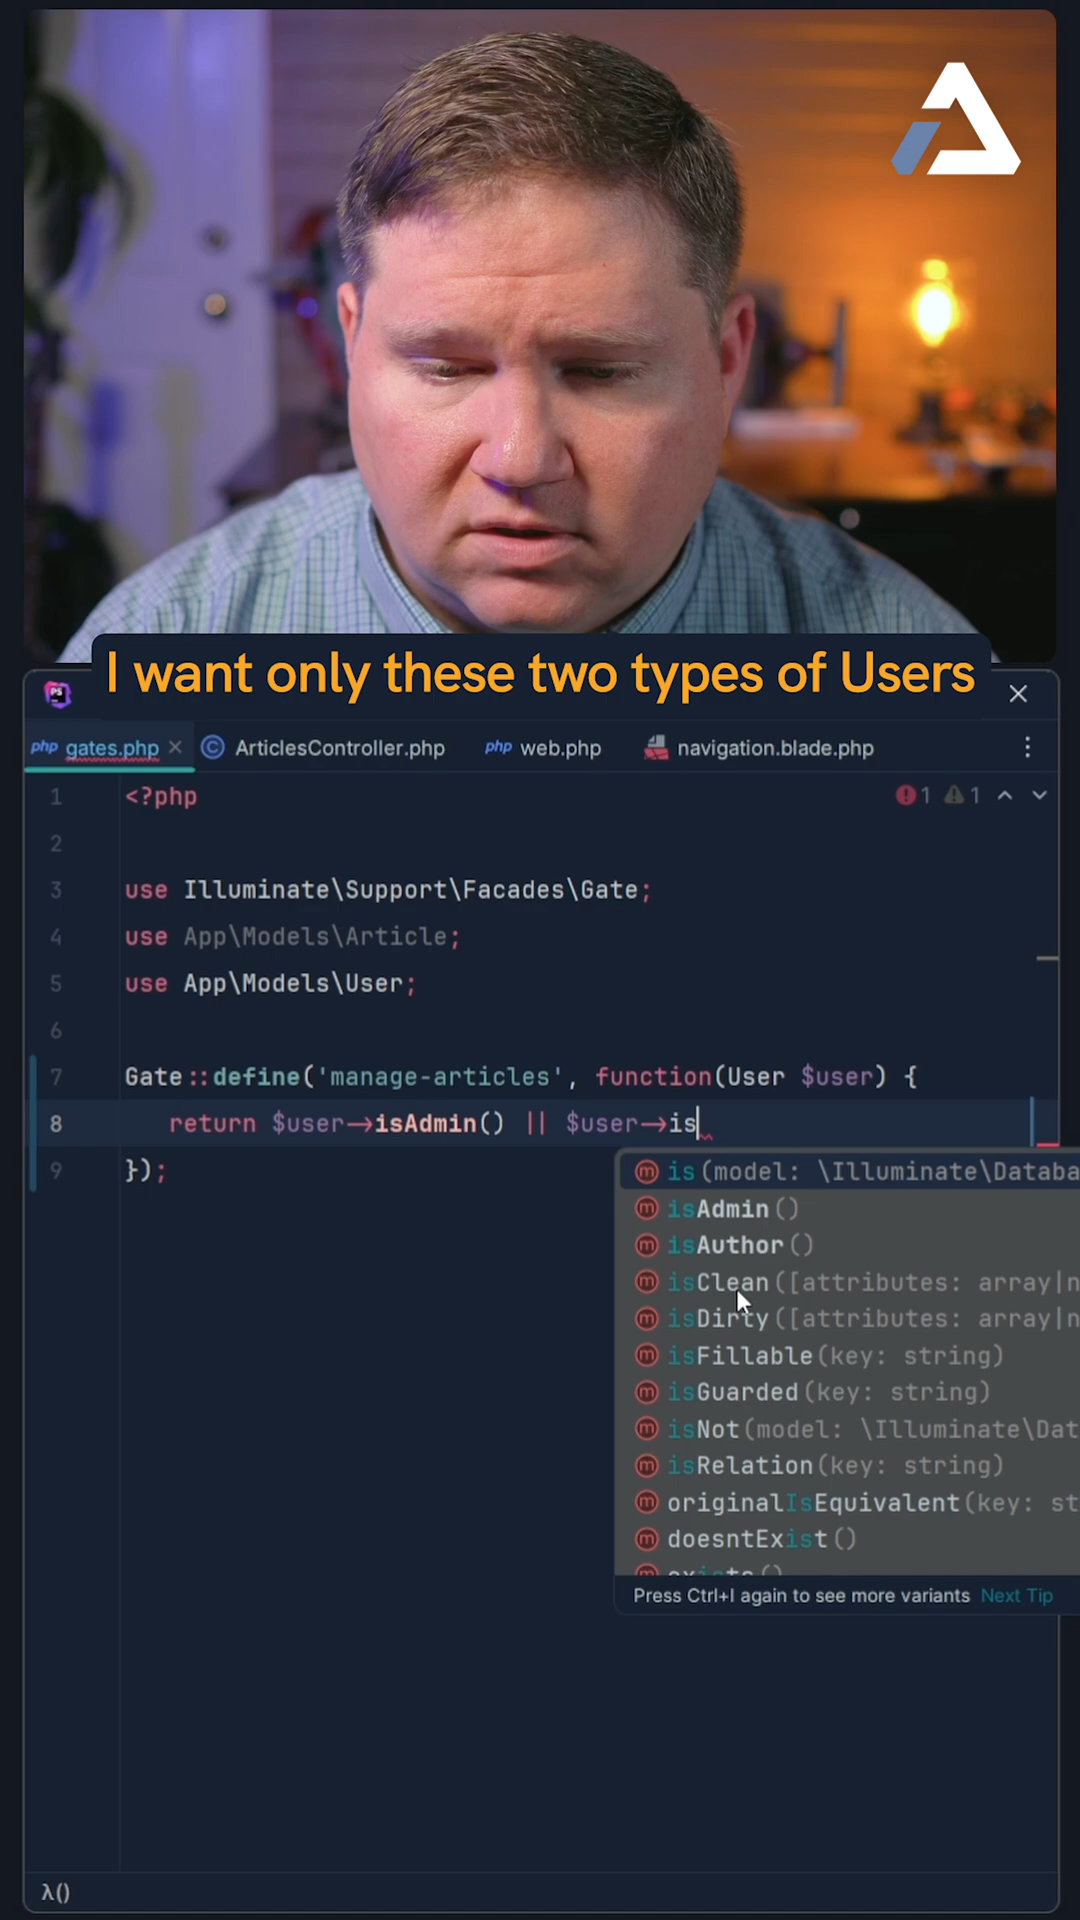 I want only these two types of Users
PS
php gates.php × © ArticlesController.php php web.php navigation.blade.php
1 <?php 1 1
2
3 use Illuminate\Support\Facades\Gate;
4 use App\Models\Article;
5 use App\Models\User;
6
7 Gate::define('manage-articles', function(User $user) {
8 return $user->isAdmin() || $user->is
9 });
m is(model: \Illuminate\Databa
m isAdmin()
m isAuthor()
m isClean([attributes: array|n
m isDirty([attributes: array|n
m isFillable(key: string)
m isGuarded(key: string)
m isNot(model: \Illuminate\Dat
m isRelation(key: string)
m originalIsEquivalent(key: st
m doesntExist()
m exists()
Press Ctrl+I again to see more variants Next Tip
λ()